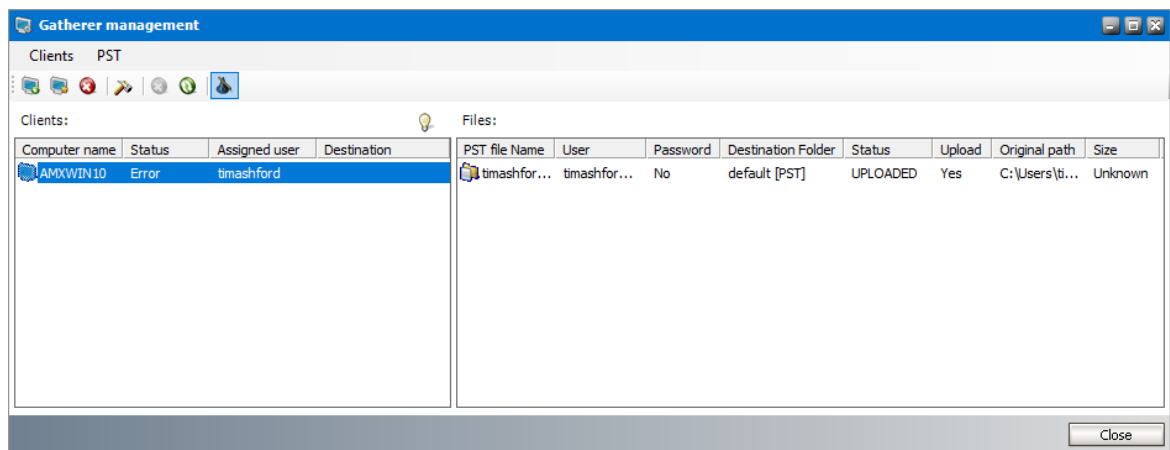 Gatherer management
Clients PST
Clients: Files:
Computer name Status Assigned user Destination PST file Name User Password Destination Folder Status Upload Original path Size
AMXWIN10 Error timashford timashfor... timashfor... No default [PST] UPLOADED Yes C:\Users\ti... Unknown
Close